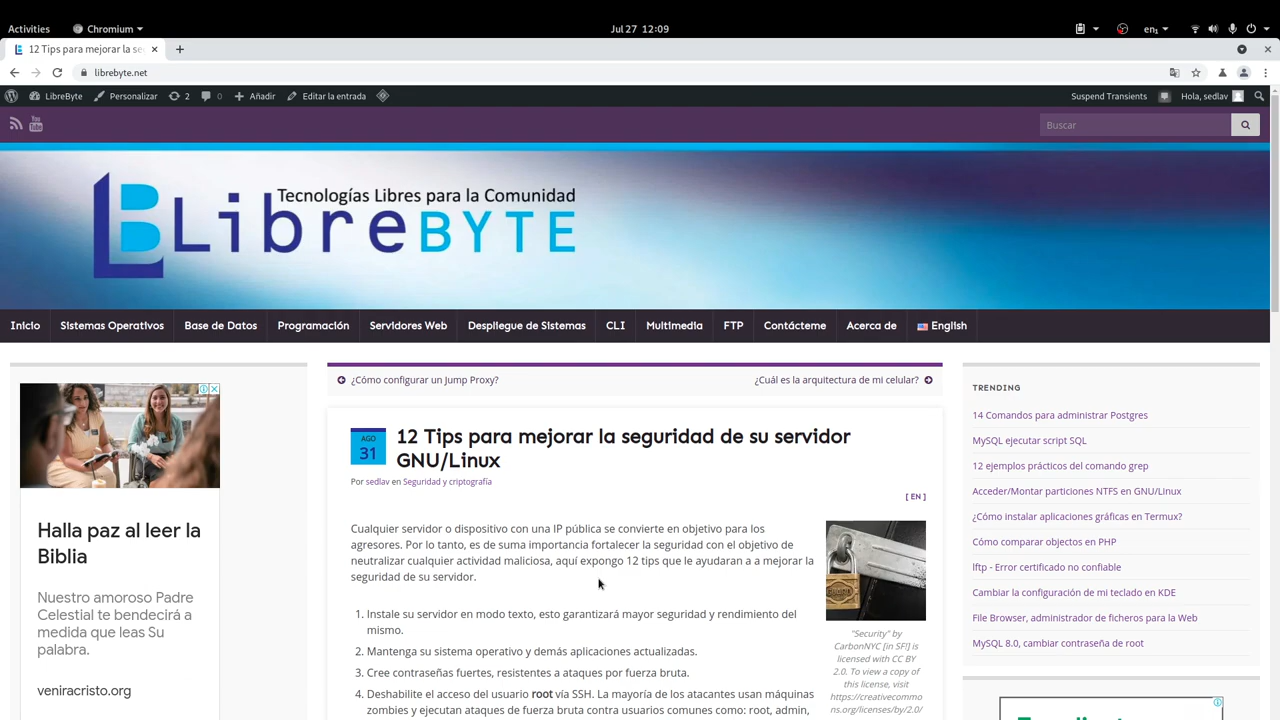 Activities
Chromium
Jul 27 12:09
en₁
12 Tips para mejorar la se
librebyte.net
LibreByte
Personalizar
2
0
Añadir
Editar la entrada
Suspend Transients
Hola, sedlav
You
Tube
Buscar
Tecnologías Libres para la Comunidad
LibreBYTE
Inicio
Sistemas Operativos
Base de Datos
Programación
Servidores Web
Despliegue de Sistemas
CLI
Multimedia
FTP
Contácteme
Acerca de
English
Halla paz al leer la
Biblia
Nuestro amoroso Padre
Celestial te bendecirá a
medida que leas Su
palabra.
veniracristo.org
¿Cómo configurar un Jump Proxy?
¿Cuál es la arquitectura de mi celular?
AGO
31
12 Tips para mejorar la seguridad de su servidor
GNU/Linux
Por sedlav en Seguridad y criptografía
[ EN ]
Cualquier servidor o dispositivo con una IP pública se convierte en objetivo para los
agresores. Por lo tanto, es de suma importancia fortalecer la seguridad con el objetivo de
neutralizar cualquier actividad maliciosa, aquí expongo 12 tips que le ayudaran a a mejorar la
seguridad de su servidor.
1. Instale su servidor en modo texto, esto garantizará mayor seguridad y rendimiento del
mismo.
2. Mantenga su sistema operativo y demás aplicaciones actualizadas.
3. Cree contraseñas fuertes, resistentes a ataques por fuerza bruta.
4. Deshabilite el acceso del usuario root vía SSH. La mayoría de los atacantes usan máquinas
zombies y ejecutan ataques de fuerza bruta contra usuarios comunes como: root, admin,
"Security" by
CarbonNYC [in SF!] is
licensed with CC BY
2.0. To view a copy of
this license, visit
https://creativecommo
ns.org/licenses/by/2.0/
TRENDING
14 Comandos para administrar Postgres
MySQL ejecutar script SQL
12 ejemplos prácticos del comando grep
Acceder/Montar particiones NTFS en GNU/Linux
¿Cómo instalar aplicaciones gráficas en Termux?
Cómo comparar objectos en PHP
lftp - Error certificado no confiable
Cambiar la configuración de mi teclado en KDE
File Browser, administrador de ficheros para la Web
MySQL 8.0, cambiar contraseña de root